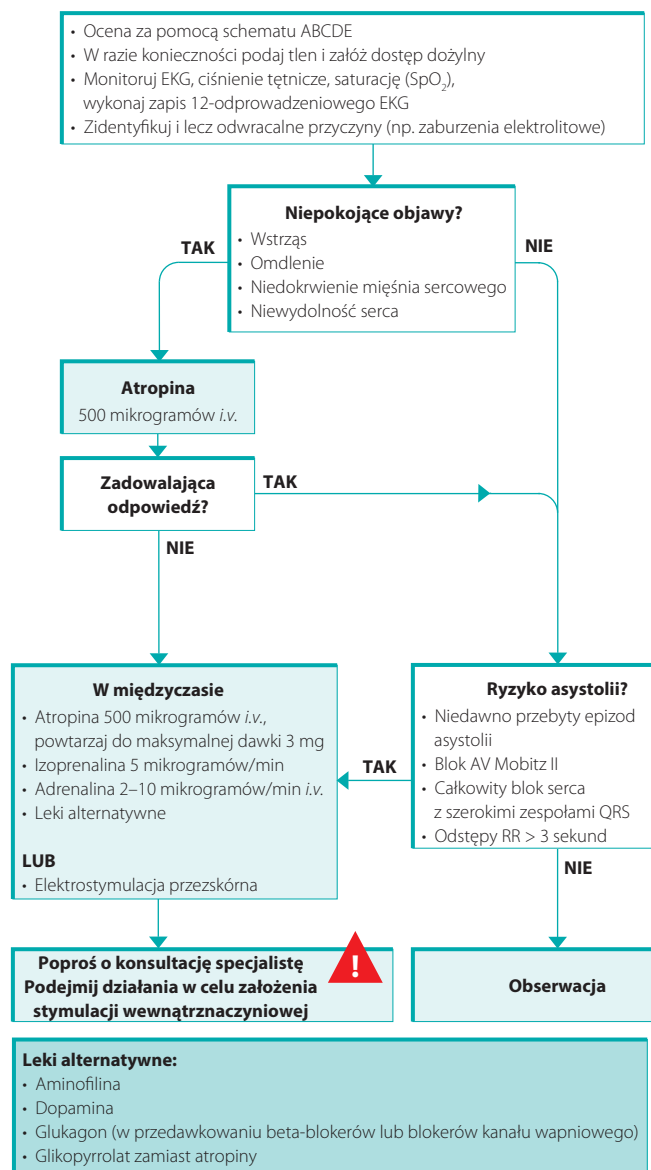 • Ocena za pomocą schematu ABCDE
• W razie konieczności podaj tlen i załóż dostęp dożylny
• Monitoruj EKG, ciśnienie tętnicze, saturację (SpO₂),
wykonaj zapis 12-odprowadzeniowego EKG
• Zidentyfikuj i lecz odwracalne przyczyny (np. zaburzenia elektrolitowe)
Niepokojące objawy?
• Wstrząs
• Omdlenie
• Niedokrwienie mięśnia sercowego
• Niewydolność serca
TAK
NIE
Atropina
500 mikrogramów i.v.
Zadowalająca
odpowiedź?
TAK
NIE
W międzyczasie
• Atropina 500 mikrogramów i.v.,
powtarzaj do maksymalnej dawki 3 mg
• Izoprenalina 5 mikrogramów/min
• Adrenalina 2–10 mikrogramów/min i.v.
• Leki alternatywne
LUB
• Elektrostymulacja przezskórna
TAK
Ryzyko asystolii?
• Niedawno przebyty epizod
asystolii
• Blok AV Mobitz II
• Całkowity blok serca
z szerokimi zespołami QRS
• Odstępy RR > 3 sekund
NIE
Poproś o konsultację specjalistę
Podejmij działania w celu założenia
stymulacji wewnątrznaczyniowej
!
Obserwacja
Leki alternatywne:
• Aminofilina
• Dopamina
• Glukagon (w przedawkowaniu beta-blokerów lub blokerów kanału wapniowego)
• Glikopyrrolat zamiast atropiny